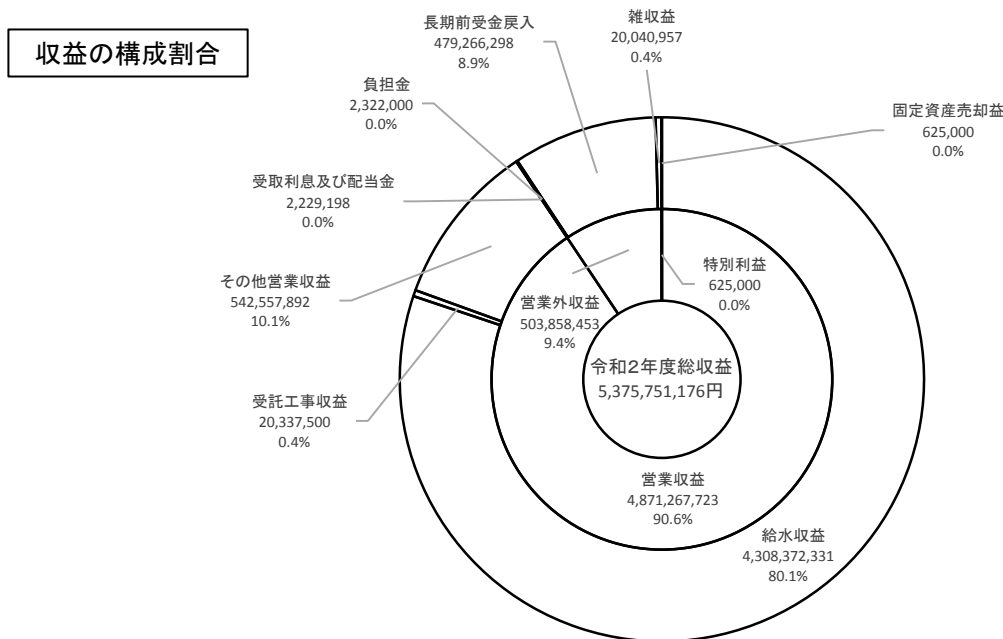 収益の構成割合
長期前受金戻入
479,266,298
8.9%
雑収益
20,040,957
0.4%
負担金
2,322,000
0.0%
固定資産売却益
625,000
0.0%
受取利息及び配当金
2,229,198
0.0%
その他営業収益
542,557,892
10.1%
特別利益
625,000
0.0%
営業外収益
503,858,453
9.4%
令和2年度総収益
5,375,751,176円
受託工事収益
20,337,500
0.4%
営業収益
4,871,267,723
90.6%
給水収益
4,308,372,331
80.1%